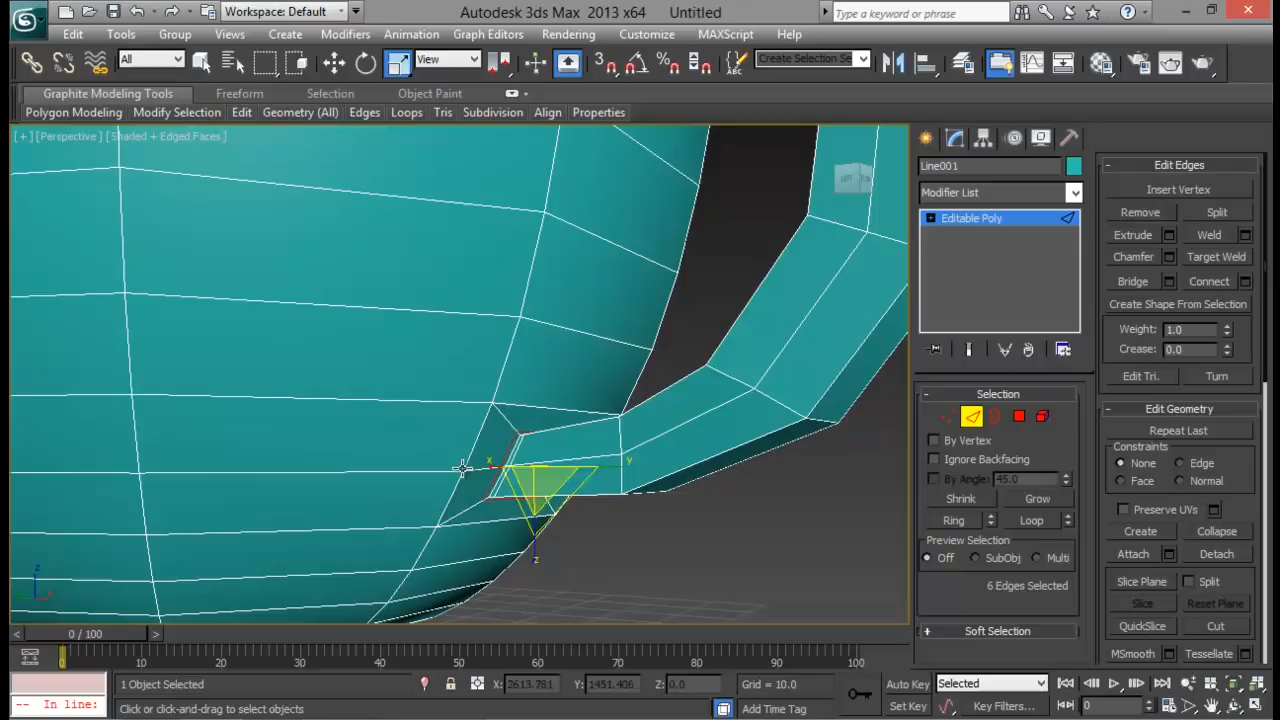 Workspace: Default
Autodesk 3ds Max 2013 x64 Untitled
Type a keyword or phrase
Edit Tools Group Views Create Modifiers Animation Graph Editors Rendering Customize MAXScript Help
All View Create Selection Se
Graphite Modeling Tools Freeform Selection Object Paint
Polygon Modeling Modify Selection Edit Geometry (All) Edges Loops Tris Subdivision Align Properties
[ + ] [Perspective ] [Shaded + Edged Faces ]
Line001
Modifier List
Editable Poly
Selection
By Vertex
Ignore Backfacing
By Angle: 45.0
Shrink Grow
Ring Loop
Preview Selection
Off SubObj Multi
6 Edges Selected
Soft Selection
Edit Edges
Insert Vertex
Remove Split
Extrude Weld
Chamfer Target Weld
Bridge Connect
Create Shape From Selection
Weight: 1.0
Crease: 0.0
Edit Tri. Turn
Edit Geometry
Repeat Last
Constraints
None Edge
Face Normal
Preserve UVs
Create Collapse
Attach Detach
Slice Plane Split
Slice Reset Plane
QuickSlice Cut
MSmooth Tessellate
x y
z
z
x
0 / 100
0 10 20 30 40 50 60 70 80 90 100
1 Object Selected X: 2613.781 Y: 1451.406 Z: 0.0 Grid = 10.0 Auto Key Selected
-- In line: Click or click-and-drag to select objects Add Time Tag Set Key Key Filters... 0